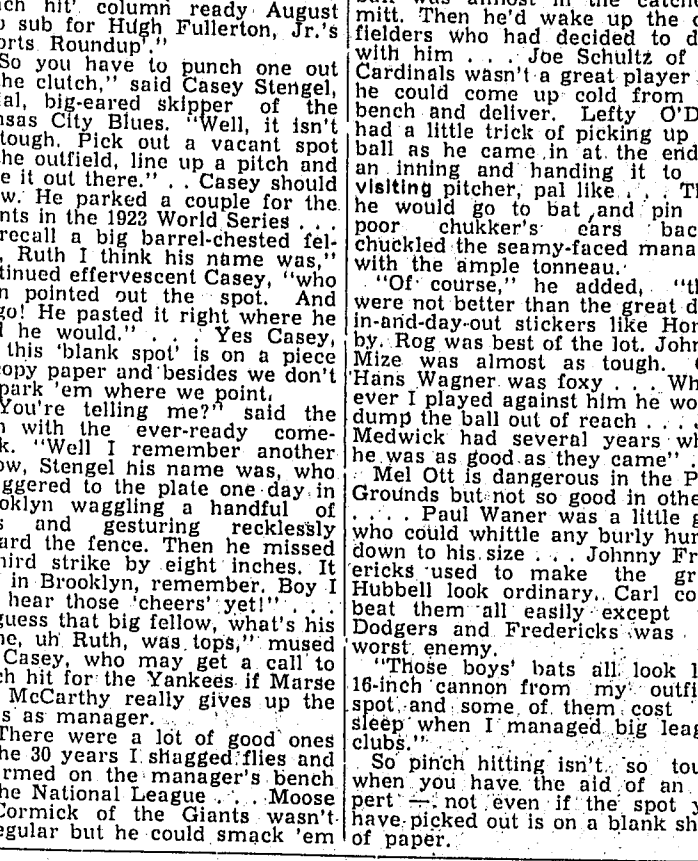 ch hit' column ready August
sub for Hugh Fullerton, Jr.'s
orts Roundup'."
So you have to punch one out
he clutch," said Casey Stengel,
al, big-eared skipper of the
nsas City Blues. "Well, it isn't
tough. Pick out a vacant spot
he outfield, line up a pitch and
e it out there." . . Casey should
w. He parked a couple for the
nts in the 1923 World Series . . .
recall a big barrel-chested fel-
, Ruth I think his name was,"
tinued effervescent Casey, "who
n pointed out the spot. And
go! He pasted it right where he
he would." . . . Yes Casey,
this 'blank spot' is on a piece
opy paper and besides we don't
park 'em where we point.
You're telling me?" said the
n with the ever-ready come-
k. "Well I remember another
ow, Stengel his name was, who
ggered to the plate one day in
ooklyn waggling a handful of
s and gesturing recklessly
ard the fence. Then he missed
hird strike by eight inches. It
in Brooklyn, remember. Boy I
hear those 'cheers' yet!" . . .
guess that big fellow, what's his
ne, uh Ruth, was tops," mused
Casey, who may get a call to
ch hit for the Yankees if Marse
McCarthy really gives up the
s as manager.
There were a lot of good ones
he 30 years I shagged flies and
rmed on the manager's bench
he National League . . . Moose
Cormick of the Giants wasn't
egular but he could smack 'em
mitt. Then he'd wake up the
fielders who had decided to d
with him . . . Joe Schultz of
Cardinals wasn't a great player
he could come up cold from
bench and deliver. Lefty O'D
had a little trick of picking up
ball as he came in at the end
an inning and handing it to
visiting pitcher, pal like . . . Th
he would go to bat and pin
poor chukker's ears bac
chuckled the seamy-faced mana
with the ample tonneau.
"Of course," he added, "th
were not better than the great d
in-and-day-out stickers like Hor
by. Rog was best of the lot. John
Mize was almost as tough.
Hans Wagner was foxy . . . Wh
ever I played against him he wo
dump the ball out of reach . . . .
Medwick had several years wh
he was as good as they came" .
Mel Ott is dangerous in the P
Grounds but not so good in othe
. . . . Paul Waner was a little g
who could whittle any burly hur
down to his size . . . Johnny Fr
ericks used to make the gr
Hubbell look ordinary. Carl co
beat them all easily except
Dodgers and Fredericks was
worst enemy.
"Those boys' bats all look l
16-inch cannon from my outfi
spot and some of them cost
sleep when I managed big leag
clubs."
So pinch hitting isn't so tou
when you have the aid of an
pert — not even if the spot y
have picked out is on a blank sh
of paper.